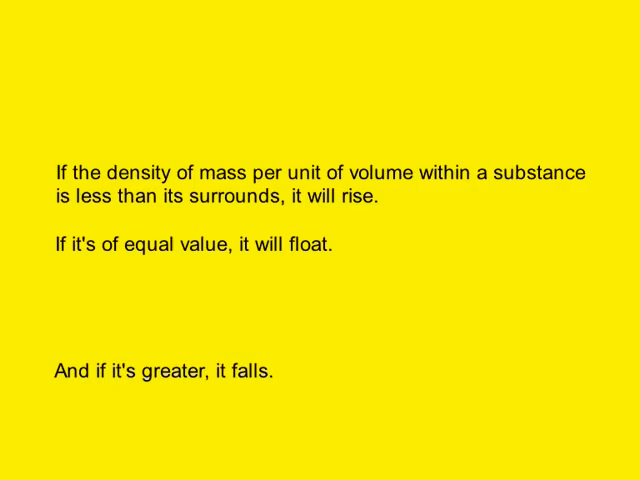 If the density of mass per unit of volume within a substance
is less than its surrounds, it will rise.
If it's of equal value, it will float.
And if it's greater, it falls.